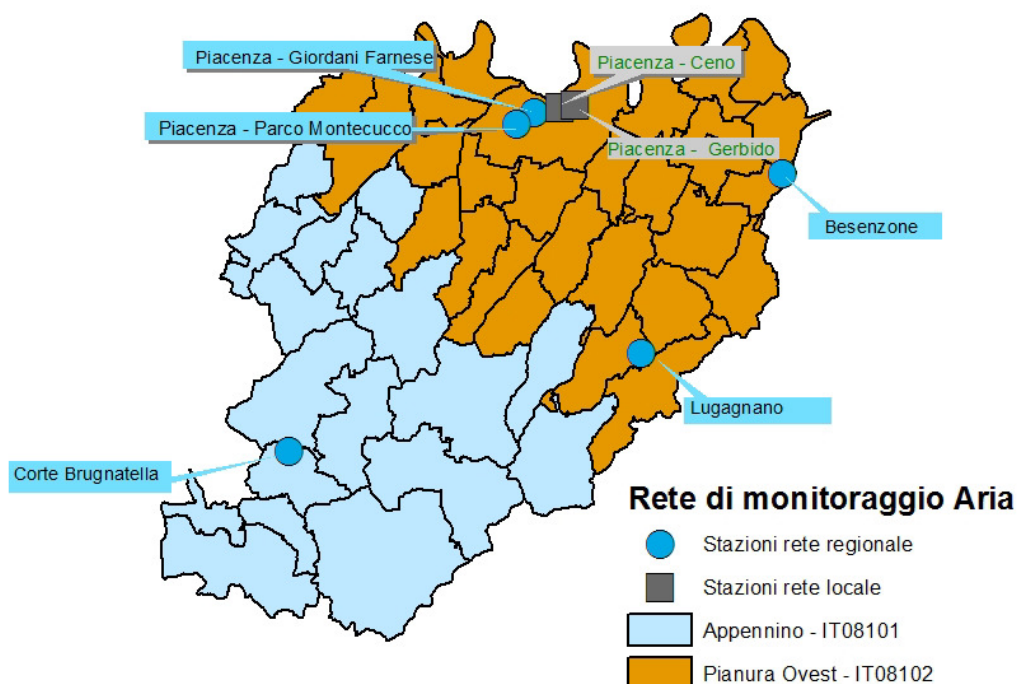 Piacenza - Giordani Farnese
Piacenza - Ceno
Piacenza - Parco Montecucco
Piacenza - Gerbido
Besenzone
Lugagnano
Corte Brugnatella
Rete di monitoraggio Aria
Stazioni rete regionale
Stazioni rete locale
Appennino - IT08101
Pianura Ovest - IT08102